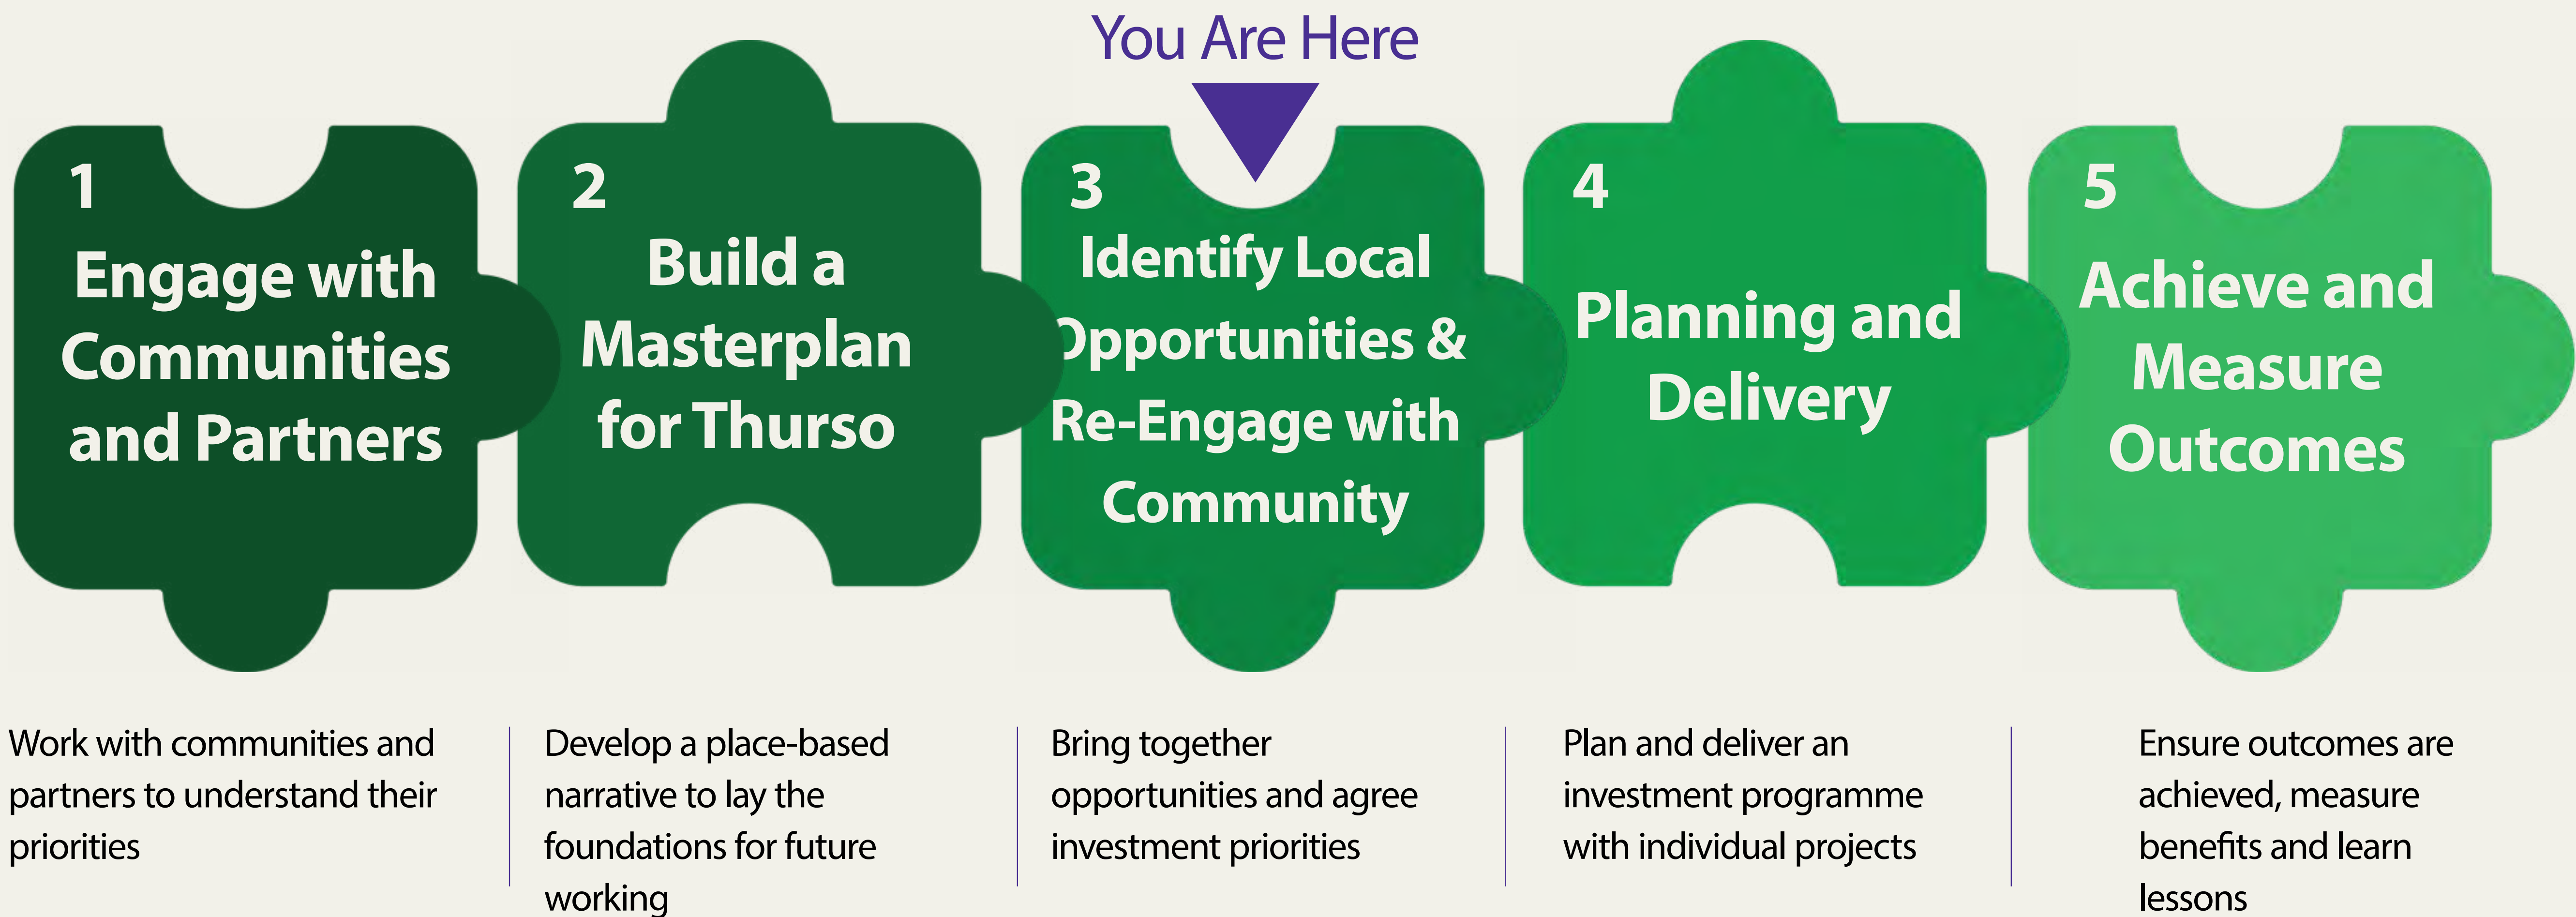 You Are Here
1
Engage with
Communities
and Partners
2
Build a
Masterplan
for Thurso
3
Identify Local
Opportunities &
Re-Engage with
Community
4
Planning and
Delivery
5
Achieve and
Measure
Outcomes
Work with communities and
partners to understand their
priorities
Develop a place-based
narrative to lay the
foundations for future
working
Bring together
opportunities and agree
investment priorities
Plan and deliver an
investment programme
with individual projects
Ensure outcomes are
achieved, measure
benefits and learn
lessons